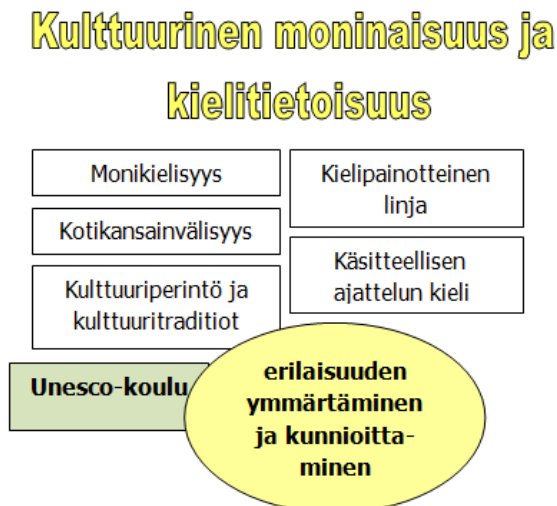 Kulttuurinen moninaisuus ja
kielitietoisuus
Monikielisyys
Kotikansainvälisyys
Kulttuuriperintö ja
kulttuuritraditiot
Kielipainotteinen
linja
Käsitteellisen
ajattelun kieli
Unesco-koulu
erilaisuuden
ymmärtäminen
ja kunnioitta-
minen